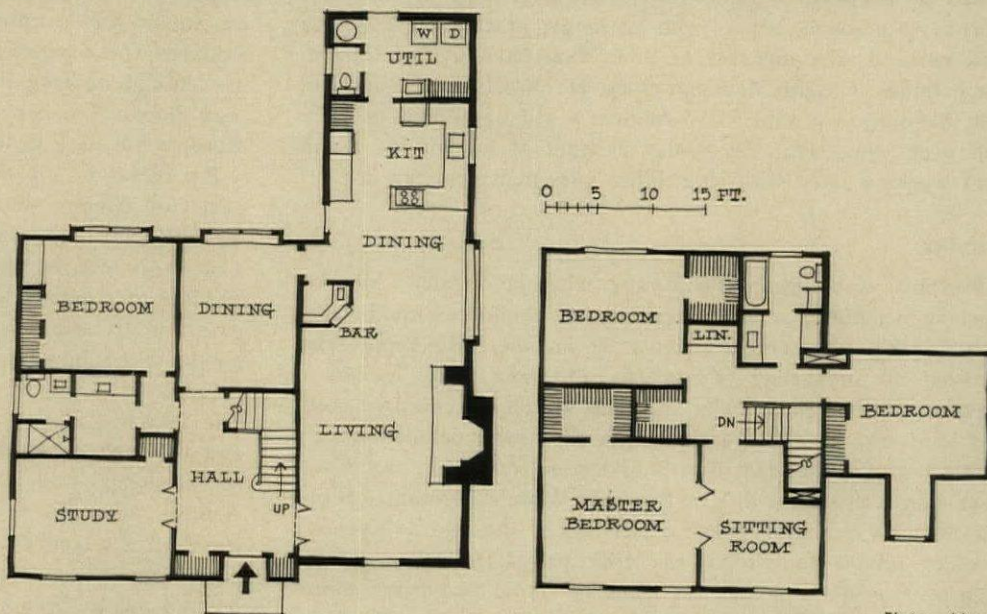 W D
UTIL
KIT
0 5 10 15 FT.
DINING
BEDROOM
DINING
BAR
LIVING
HALL
UP
STUDY
BEDROOM
LIN.
BEDROOM
DN
MASTER
BEDROOM
SITTING
ROOM